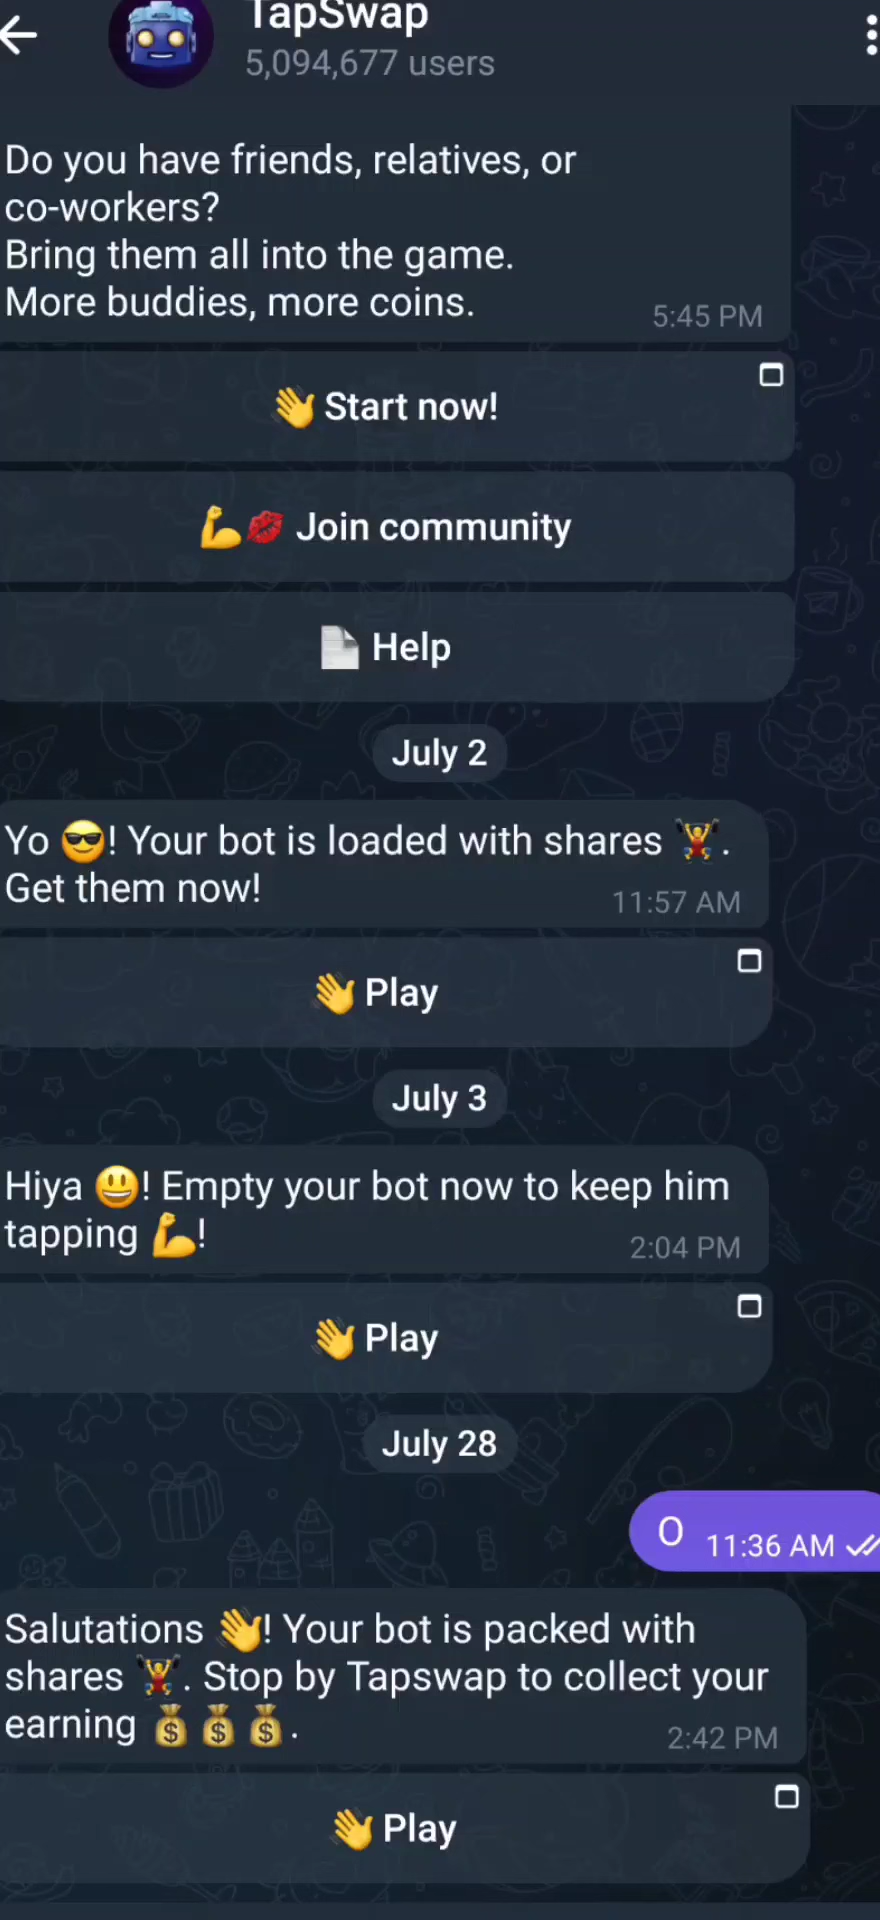 TapSwap
5,094,677 users
Do you have friends, relatives, or
co-workers?
Bring them all into the game.
More buddies, more coins.
5:45 PM
👋 Start now!
💪💋 Join community
📄 Help
July 2
Yo 😎! Your bot is loaded with shares 🏋️.
Get them now!
11:57 AM
👋 Play
July 3
Hiya 😃! Empty your bot now to keep him
tapping 💪!
2:04 PM
👋 Play
July 28
O
11:36 AM
Salutations 👋! Your bot is packed with
shares 🏋️. Stop by Tapswap to collect your
earning 💰 💰 💰.
2:42 PM
👋 Play